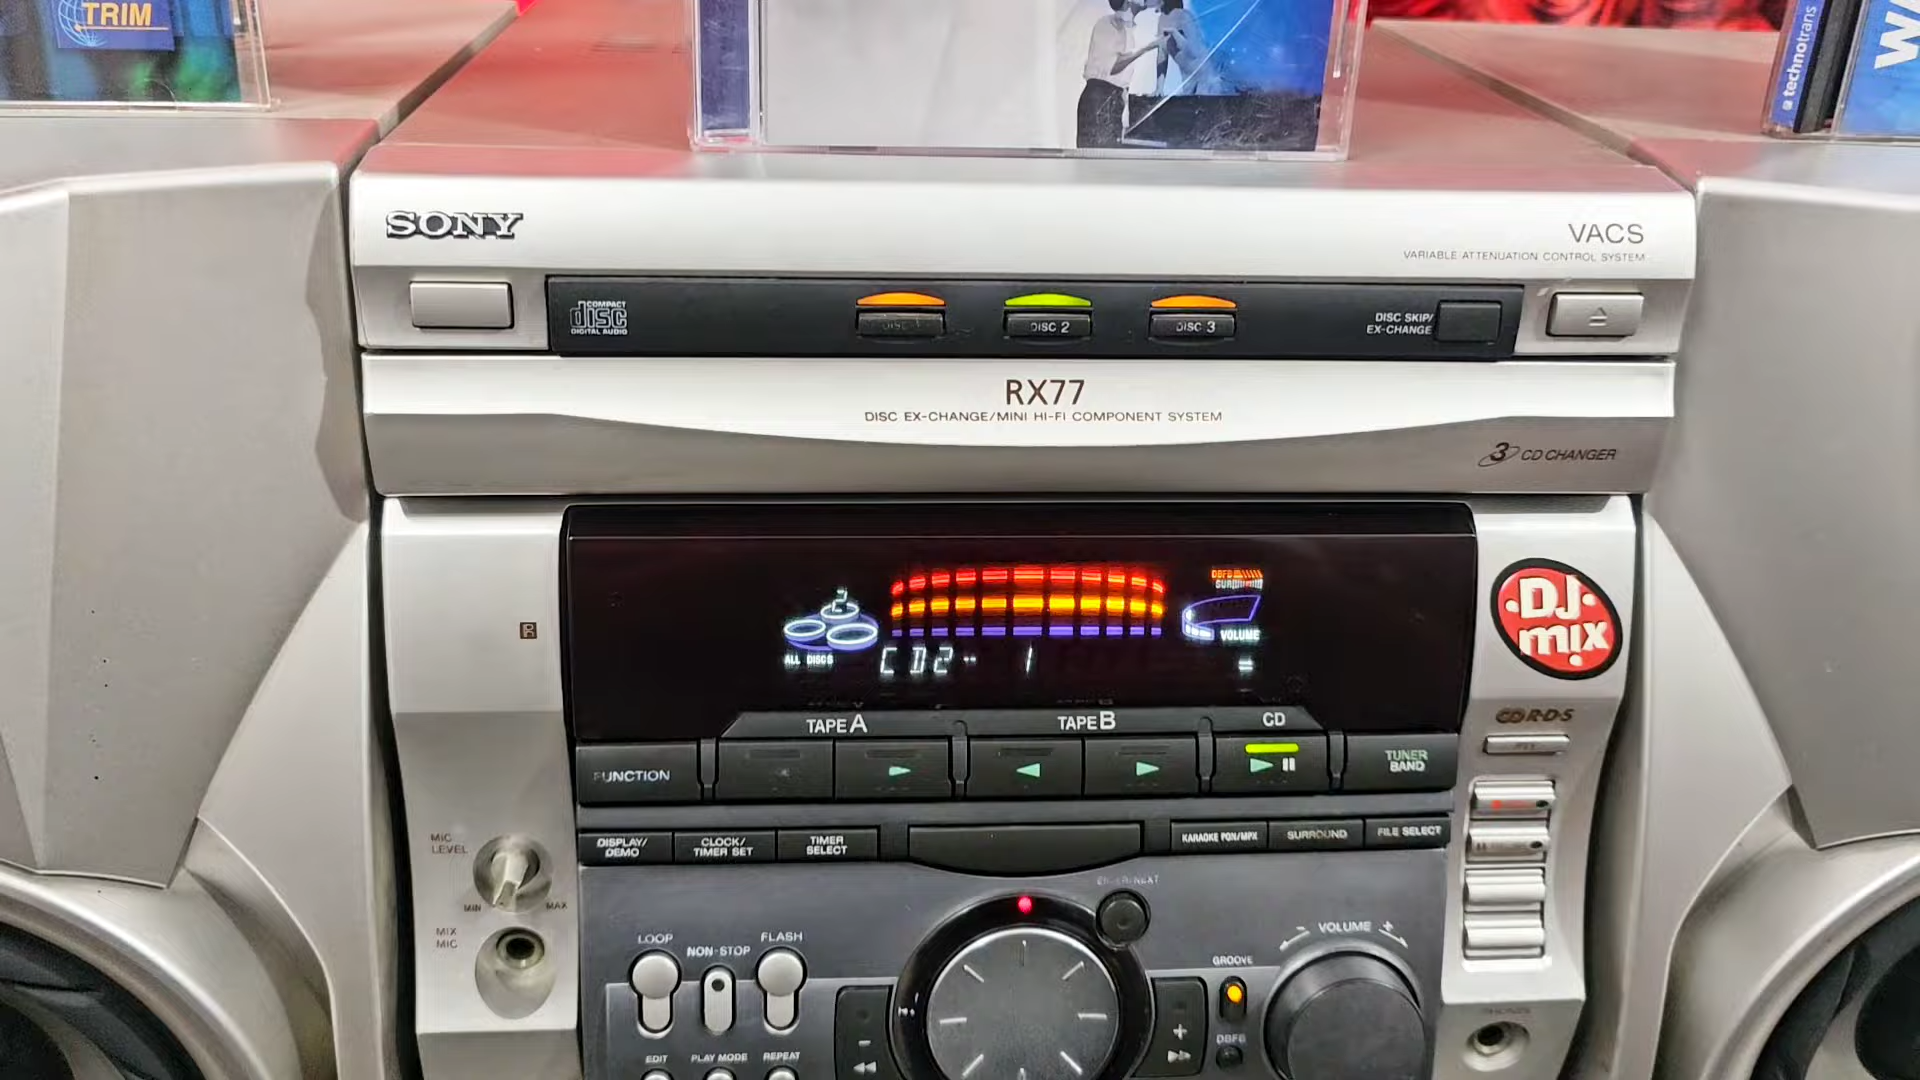 TRIM
technotrans
SONY
VACS
VARIABLE ATTENUATION CONTROL SYSTEM
COMPACT
disc
DIGITAL AUDIO
DISC 2
DISC 3
DISC SKIP/
EX-CHANGE
RX77
DISC EX-CHANGE/MINI HI-FI COMPONENT SYSTEM
3 CD CHANGER
DBFB
2
ALL DISCS
CD2
1
VOLUME
DJ
mix
TAPE A
TAPE B
CD
CD-R-D-S
FUNCTION
TUNER
BAND
DISPLAY/
DEMO
CLOCK/
TIMER SET
TIMER
SELECT
KARAOKE PON/MPX
SURROUND
FILE SELECT
MIC
LEVEL
MIN
MAX
MIX
MIC
LOOP
NON-STOP
FLASH
ENTER/NEXT
VOLUME
GROOVE
DBFB
EDIT
PLAY MODE
REPEAT